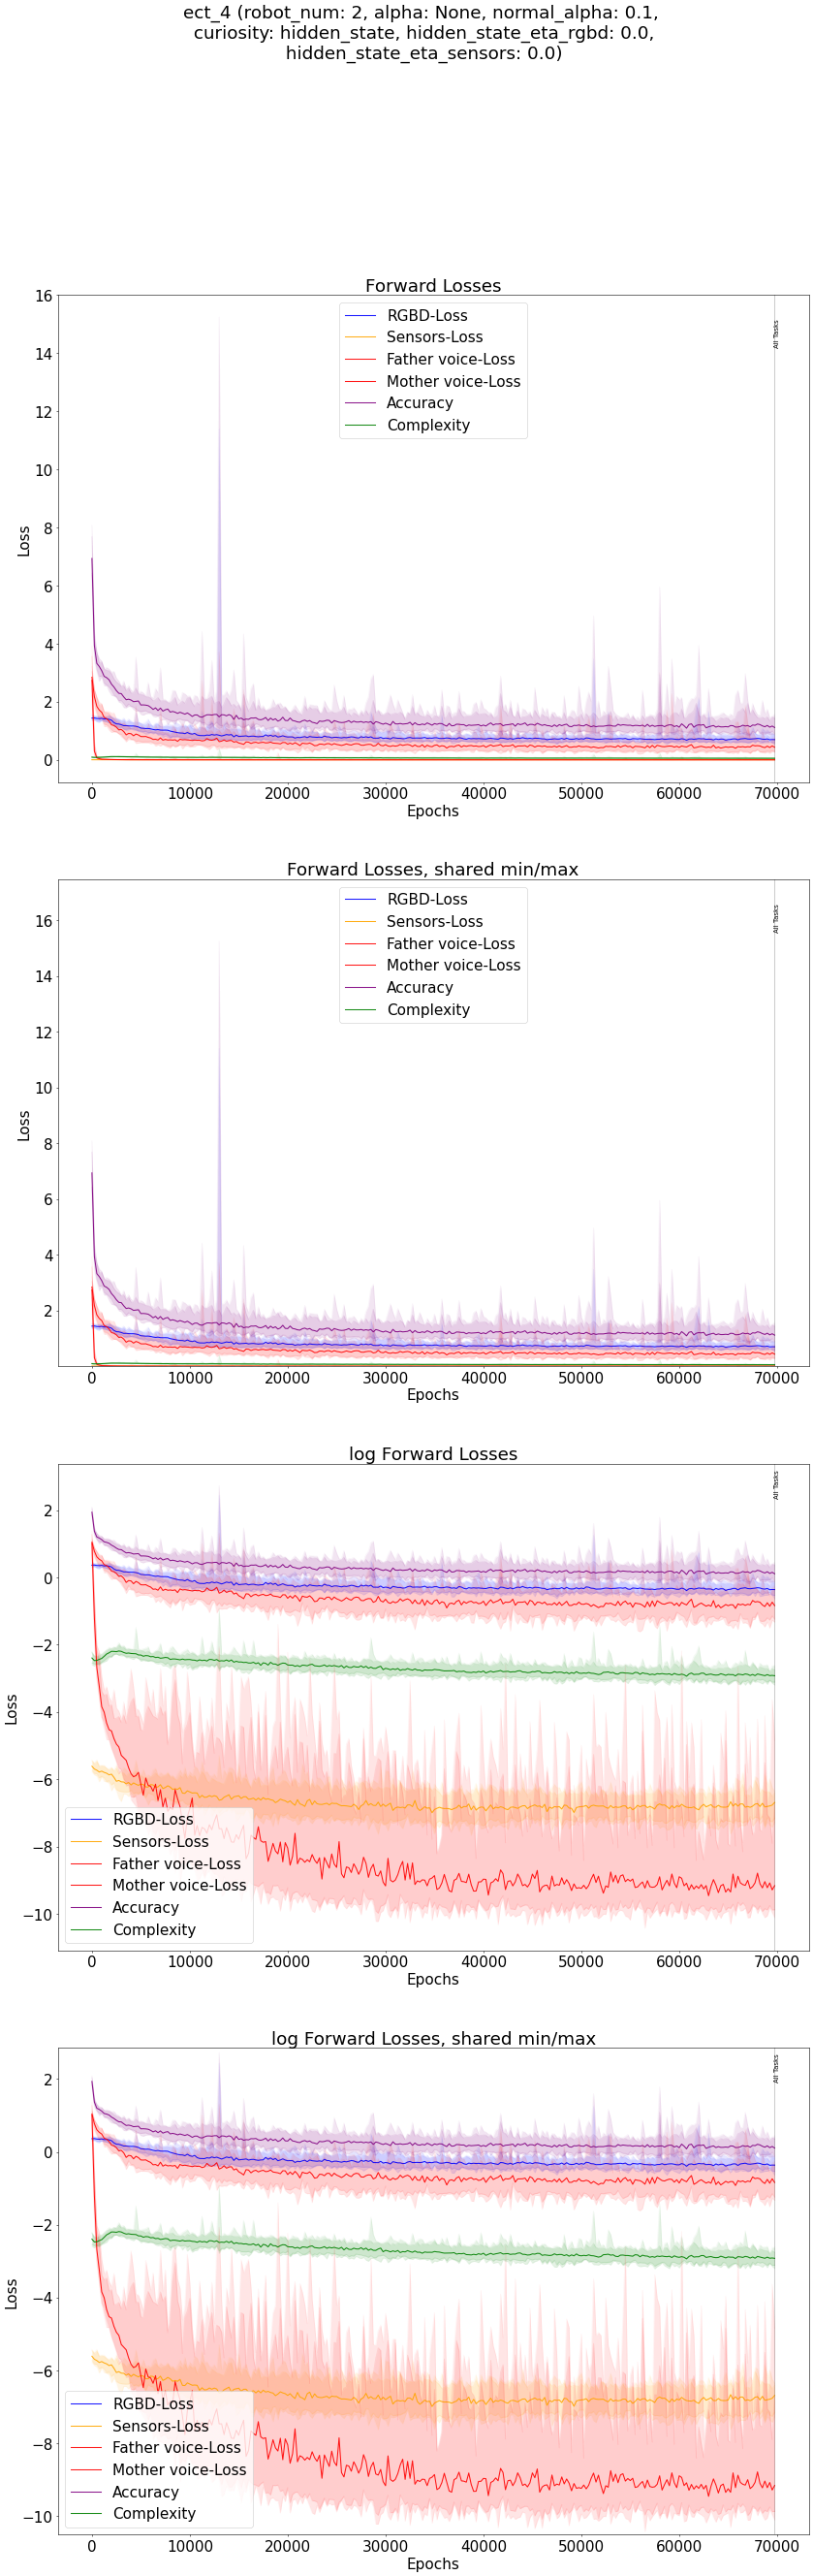 ect_4 (robot_num: 2, alpha: None, normal_alpha: 0.1,
curiosity: hidden_state, hidden_state_eta_rgbd: 0.0,
hidden_state_eta_sensors: 0.0)
Forward Losses
16
14
12
10
8
6
4
2
0
Loss
RGBD-Loss
Sensors-Loss
Father voice-Loss
Mother voice-Loss
Accuracy
Complexity
All Tasks
0 10000 20000 30000 40000 50000 60000 70000
Epochs
Forward Losses, shared min/max
16
14
12
10
8
6
4
2
Loss
RGBD-Loss
Sensors-Loss
Father voice-Loss
Mother voice-Loss
Accuracy
Complexity
All Tasks
0 10000 20000 30000 40000 50000 60000 70000
Epochs
log Forward Losses
2
0
−2
−4
−6
−8
−10
Loss
RGBD-Loss
Sensors-Loss
Father voice-Loss
Mother voice-Loss
Accuracy
Complexity
All Tasks
0 10000 20000 30000 40000 50000 60000 70000
Epochs
log Forward Losses, shared min/max
2
0
−2
−4
−6
−8
−10
Loss
RGBD-Loss
Sensors-Loss
Father voice-Loss
Mother voice-Loss
Accuracy
Complexity
All Tasks
0 10000 20000 30000 40000 50000 60000 70000
Epochs